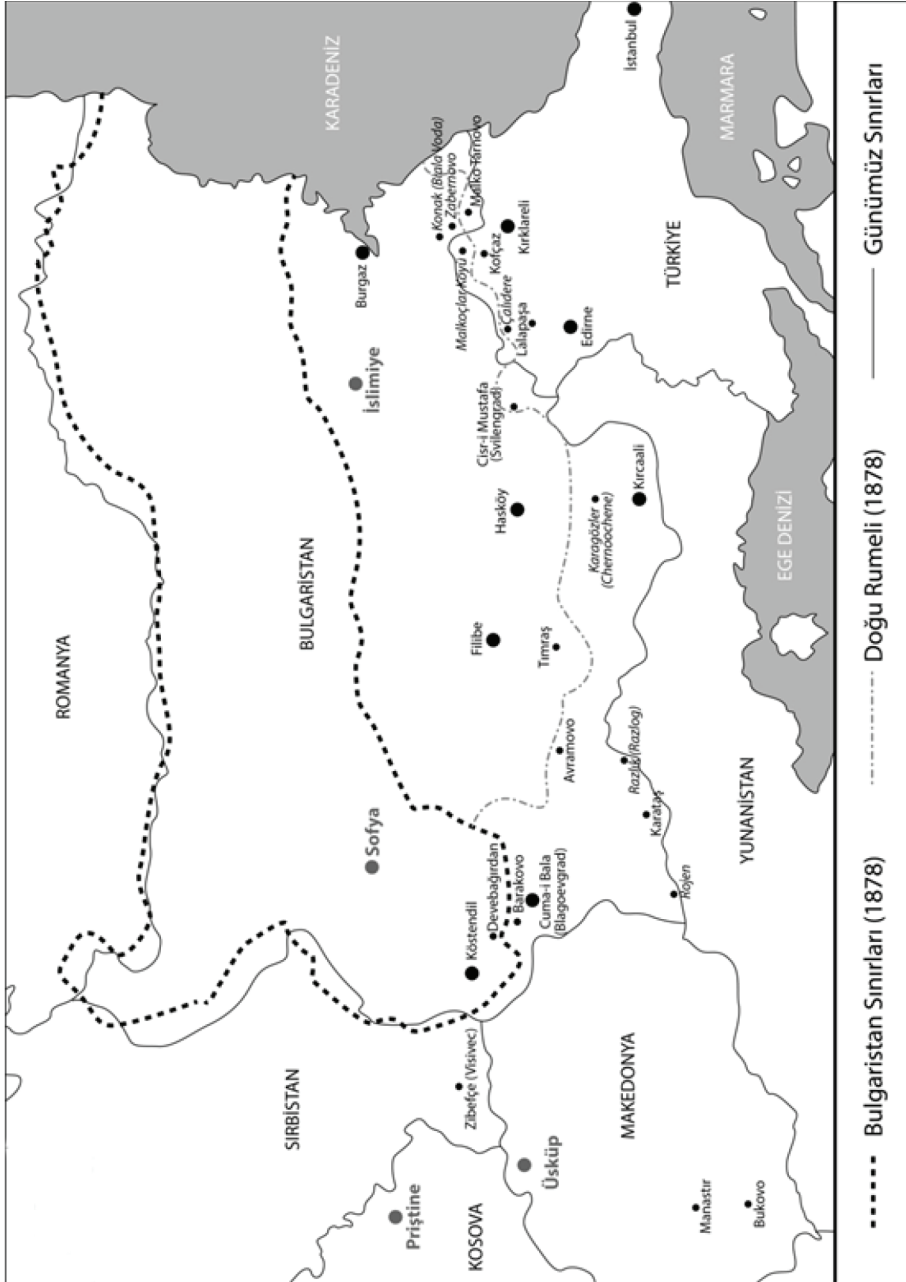 ROMANYA
KARADENİZ
BULGARİSTAN
SIRBİSTAN
Sofya
İslimiye
Burgaz
Priştine
KOSOVA
Zibefçe (Visivec)
Köstendil
Devebağırdan
Barakovo
Cuma-i Bala
(Blagoevgrad)
Filibe
Hasköy
Cisr-i Mustafa
(Svilengrad)
Konak (Biala Voda)
Zabernovo
Malko Tarnovo
Malkoçlar Köyü
Kofçaz
Kırklareli
Çalıdere
Lalapaşa
Edirne
İstanbul
Üsküp
MAKEDONYA
Avramovo
Tımraş
Karagözler
(Chernoochene)
Kırcaali
TÜRKİYE
MARMARA
Razlık (Razlog)
Karataş
Rojen
Manastır
Bukovo
YUNANİSTAN
EGE DENİZİ
Bulgaristan Sınırları (1878)
Doğu Rumeli (1878)
Günümüz Sınırları